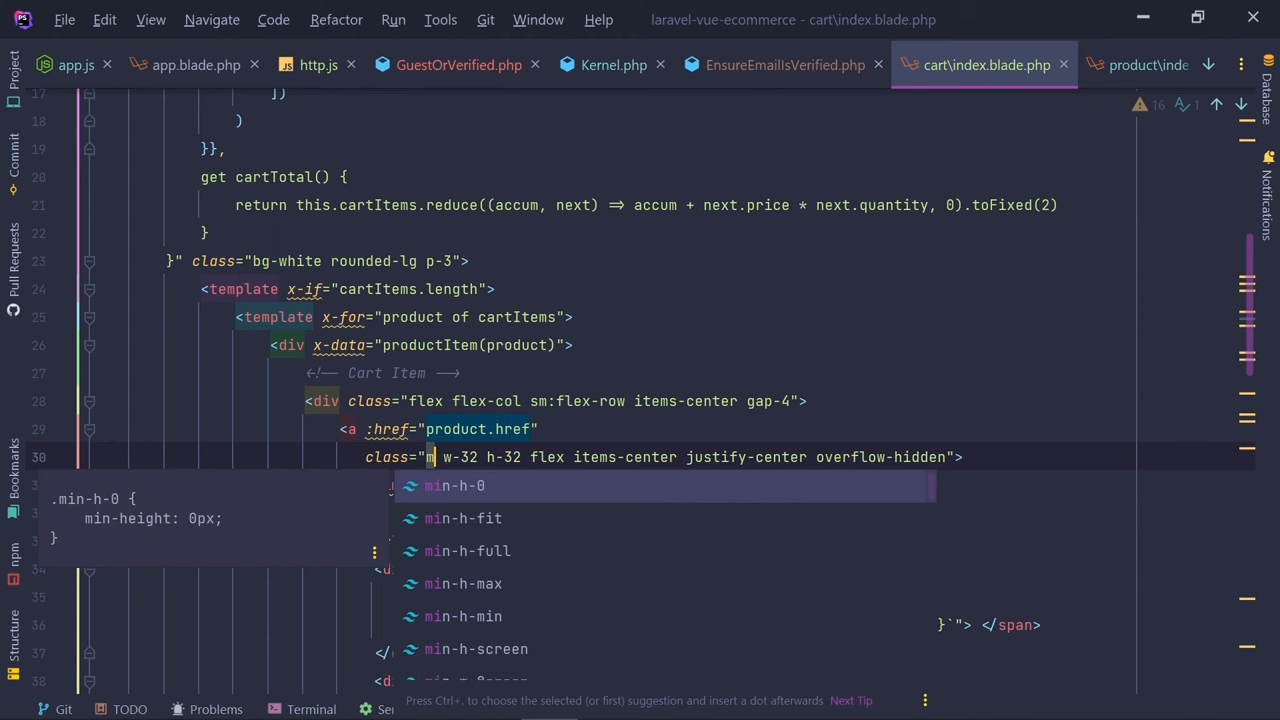 File Edit View Navigate Code Refactor Run Tools Git Window Help laravel-vue-ecommerce - cart\index.blade.php
app.js app.blade.php http.js GuestOrVerified.php Kernel.php EnsureEmailIsVerified.php cart\index.blade.php product\inde
Project
Commit
Pull Requests
Bookmarks
npm
Structure
Database
Notifications
16 1
17 ])
18 )
19 }},
20 get cartTotal() {
21 return this.cartItems.reduce((accum, next) => accum + next.price * next.quantity, 0).toFixed(2)
22 }
23 }" class="bg-white rounded-lg p-3">
24 <template x-if="cartItems.length">
25 <template x-for="product of cartItems">
26 <div x-data="productItem(product)">
27 <!-- Cart Item -->
28 <div class="flex flex-col sm:flex-row items-center gap-4">
29 <a :href="product.href"
30 class="m w-32 h-32 flex items-center justify-center overflow-hidden">
.min-h-0 {
min-height: 0px;
}
min-h-0
min-h-fit
min-h-full
min-h-max
min-h-min
min-h-screen
34 <di
35
36 }`"> </span>
37 </
38 <d
Press Ctrl+. to choose the selected (or first) suggestion and insert a dot afterwards Next Tip
Git TODO Problems Terminal Ser